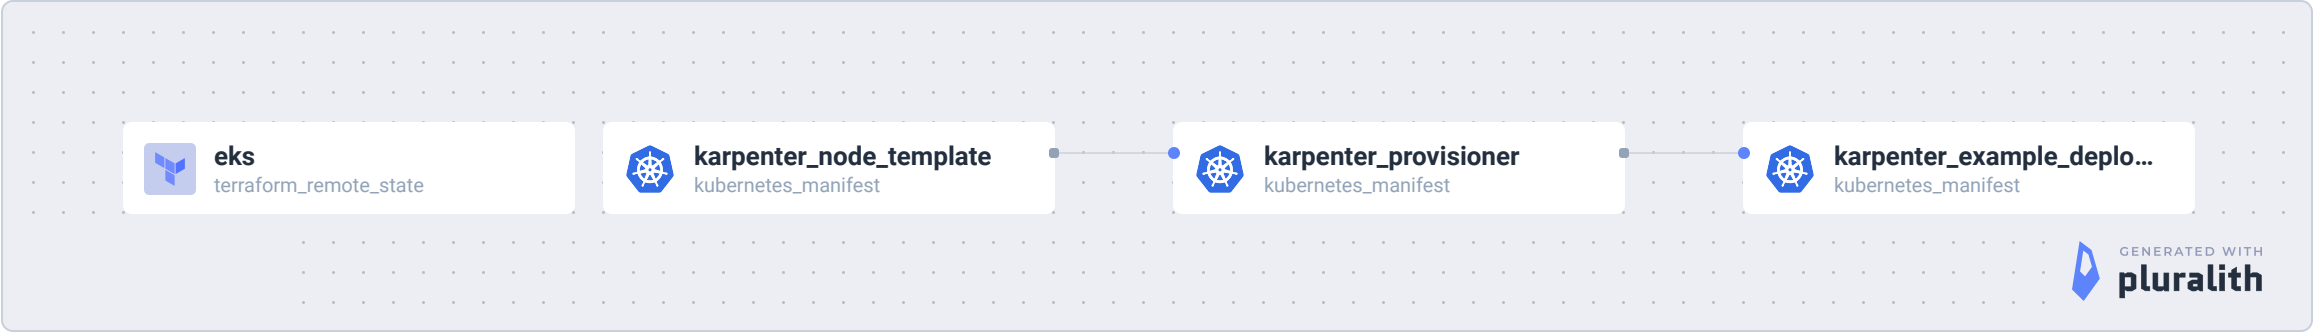 eks
terraform_remote_state
karpenter_node_template
kubernetes_manifest
karpenter_provisioner
kubernetes_manifest
karpenter_example_deplo...
kubernetes_manifest
GENERATED WITH
pluralith